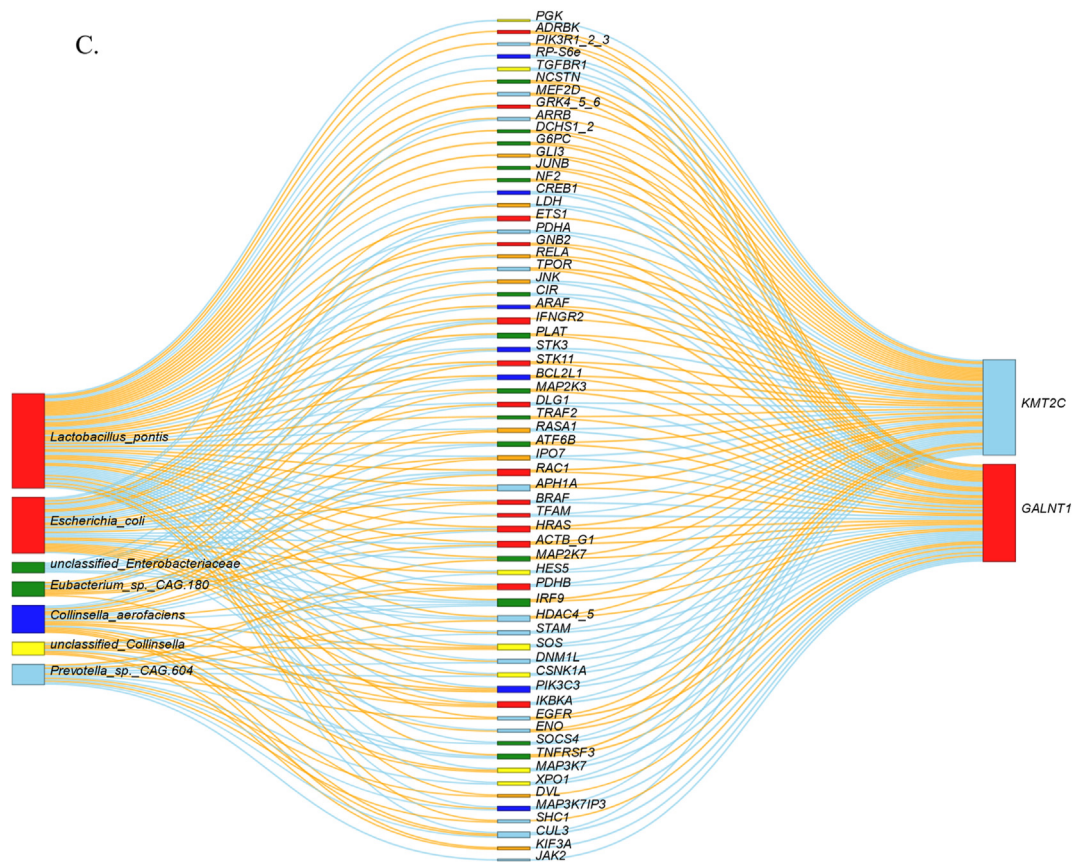 C.
PGK
ADRBK
PIK3R1_2_3
RP-S6e
TGFBR1
NCSTN
MEF2D
GRK4_5_6
ARRB
DCHS1_2
G6PC
GLI3
JUNB
NF2
CREB1
LDH
ETS1
PDHA
GNB2
RELA
TPOR
JNK
CIR
ARAF
IFNGR2
PLAT
STK3
STK11
BCL2L1
MAP2K3
DLG1
TRAF2
RASA1
ATF6B
IPO7
RAC1
APH1A
BRAF
TFAM
HRAS
ACTB_G1
MAP2K7
HES5
PDHB
IRF9
HDAC4_5
STAM
SOS
DNM1L
CSNK1A
PIK3C3
IKBKA
EGFR
ENO
SOCS4
TNFRSF3
MAP3K7
XPO1
DVL
MAP3K7IP3
SHC1
CUL3
KIF3A
JAK2
Lactobacillus_pontis
Escherichia_coli
unclassified_Enterobacteriaceae
Eubacterium_sp._CAG.180
Collinsella_aerofaciens
unclassified_Collinsella
Prevotella_sp._CAG.604
KMT2C
GALNT1